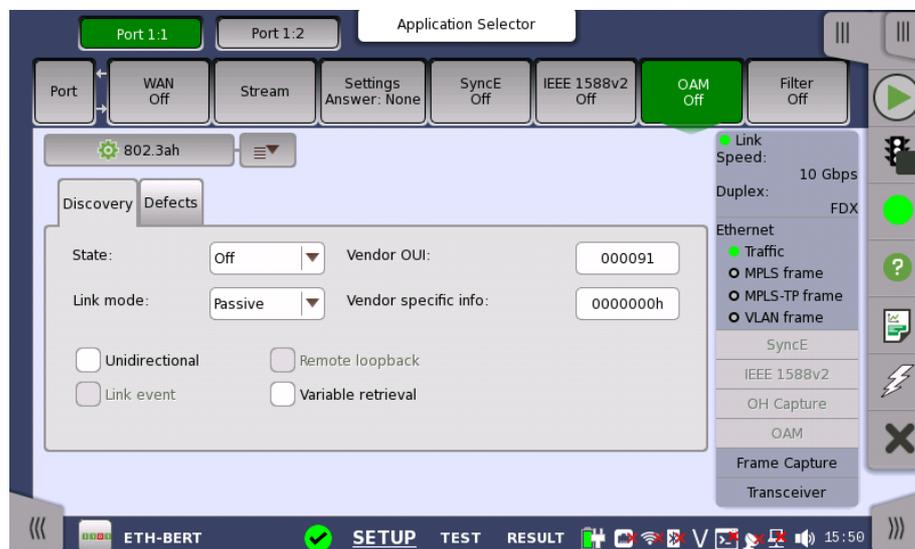 Port 1:1
Port 1:2
Application Selector
Port
WAN
Off
Stream
Settings
Answer: None
SyncE
Off
IEEE 1588v2
Off
OAM
Off
Filter
Off
802.3ah
Discovery
Defects
State:
Off
Vendor OUI:
000091
Link mode:
Passive
Vendor specific info:
0000000h
Unidirectional
Remote loopback
Link event
Variable retrieval
Link
Speed:
10 Gbps
Duplex:
FDX
Ethernet
Traffic
MPLS frame
MPLS-TP frame
VLAN frame
SyncE
IEEE 1588v2
OH Capture
OAM
Frame Capture
Transceiver
ETH-BERT
SETUP
TEST
RESULT
15:50